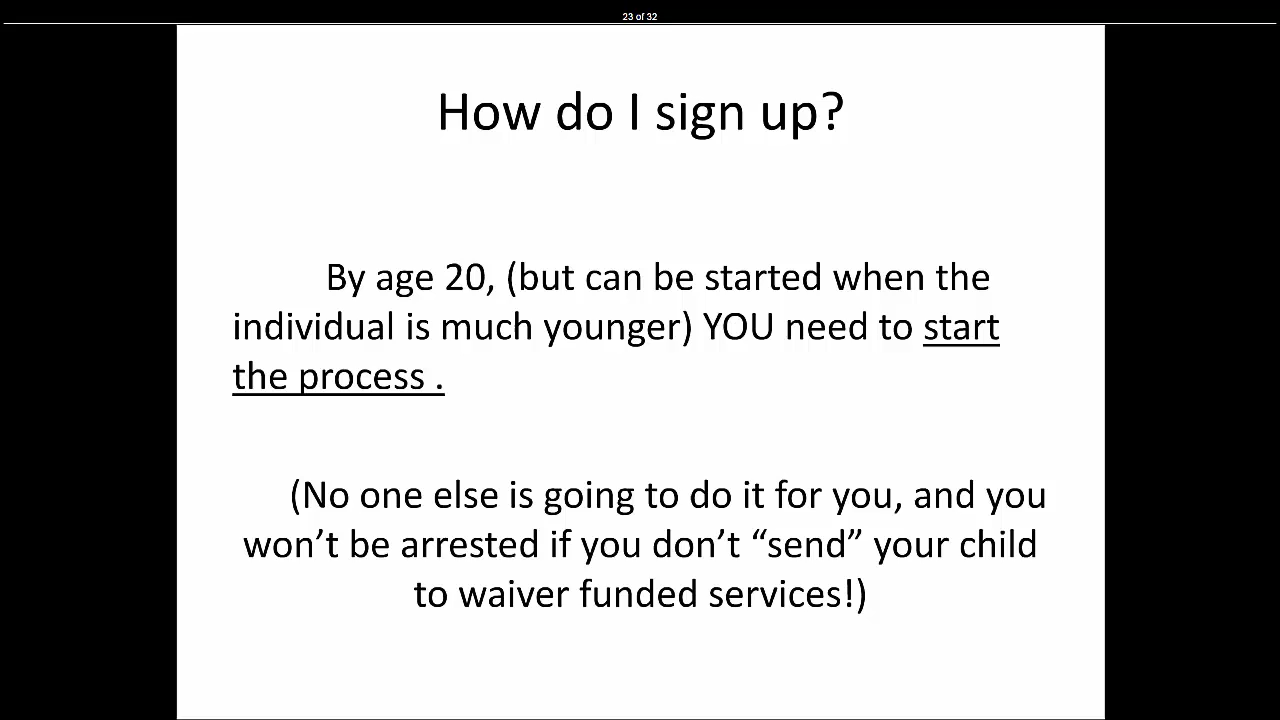 23 of 32
How do I sign up?
By age 20, (but can be started when the
individual is much younger) YOU need to start
the process .
(No one else is going to do it for you, and you
won’t be arrested if you don’t “send” your child
to waiver funded services!)